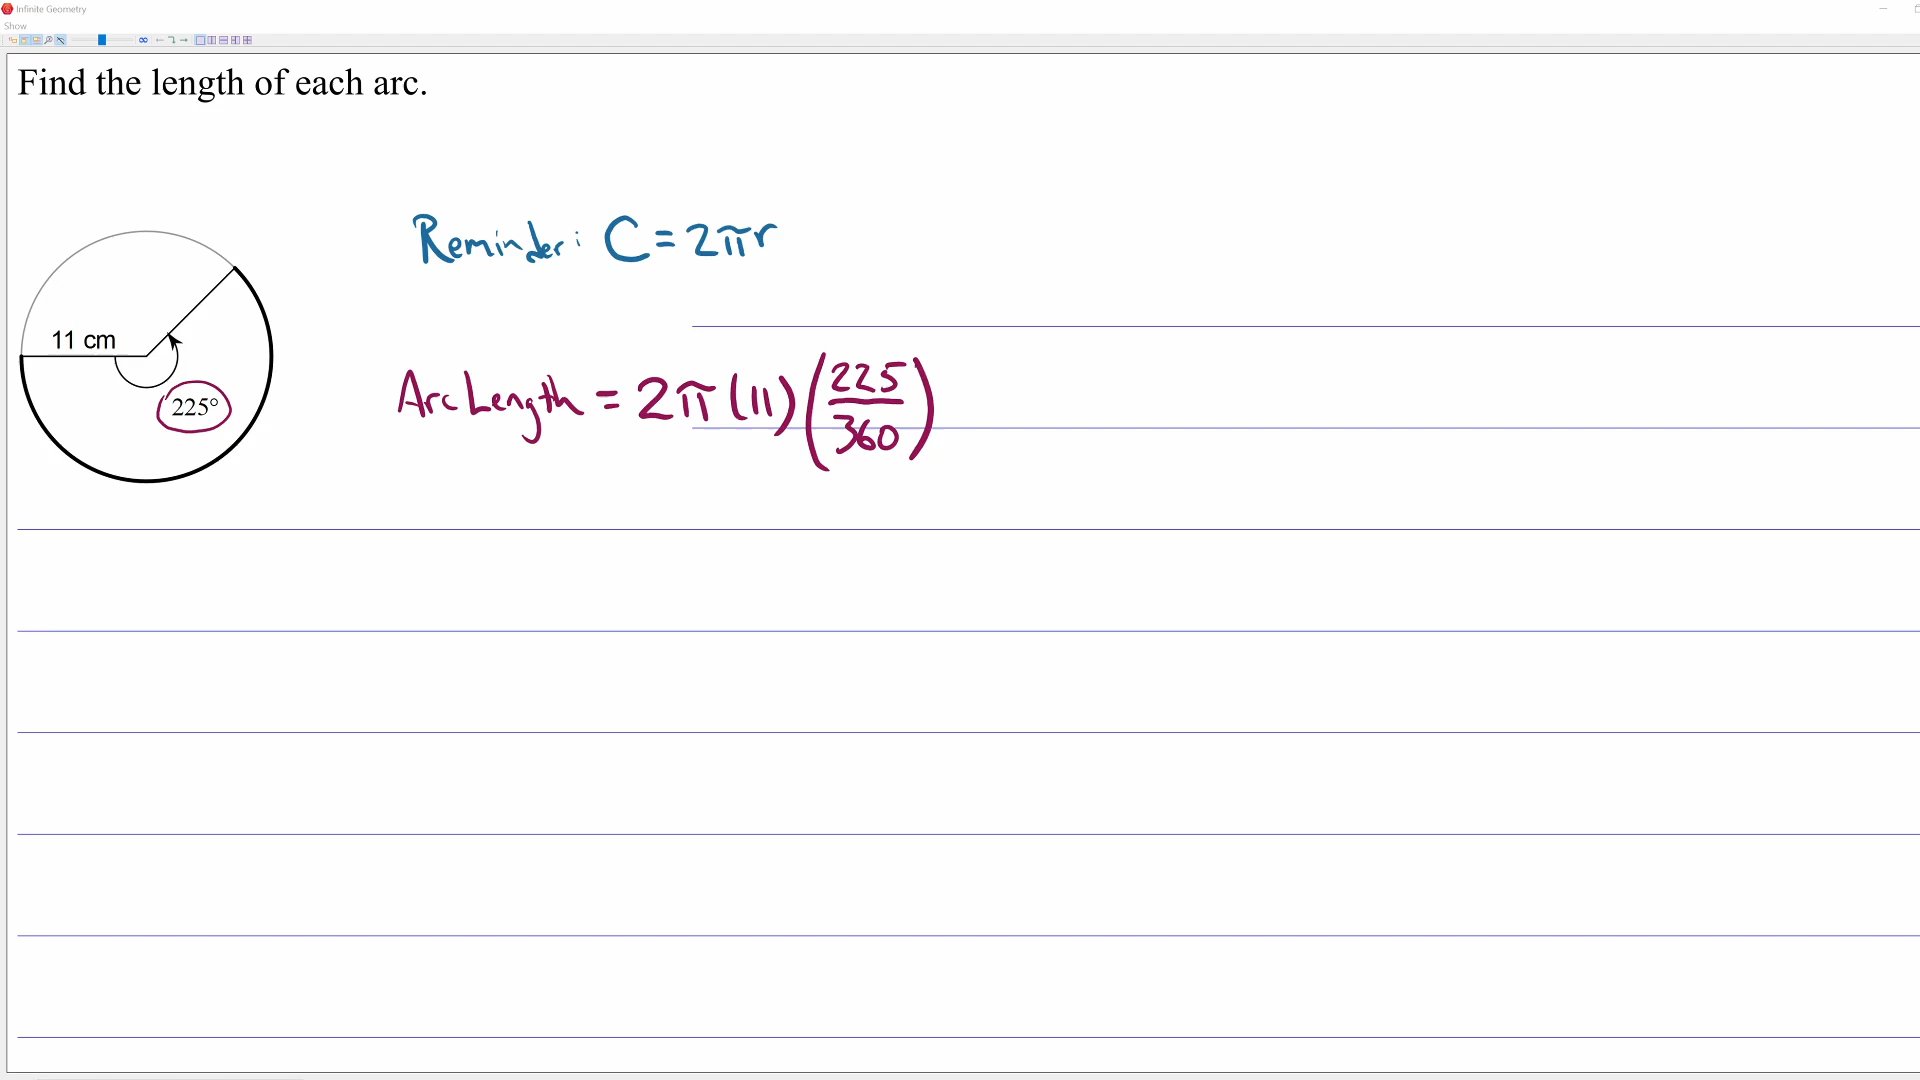 Infinite Geometry
Show
Find the length of each arc.
Reminder: C = 2πr
11 cm
225°
Arc Length = 2π(11)(225/360)